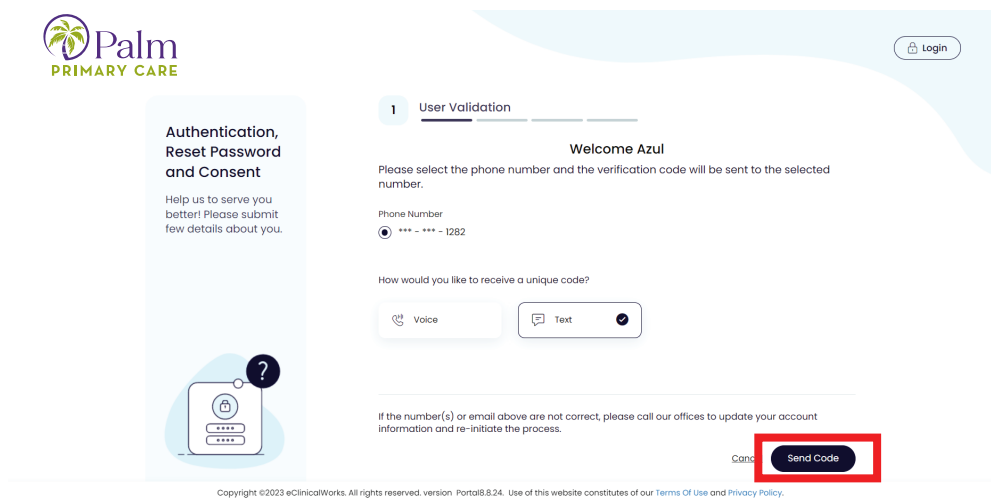 Palm
PRIMARY CARE
Login
Authentication,
Reset Password
and Consent
Help us to serve you
better! Please submit
few details about you.
?
1 User Validation
Welcome Azul
Please select the phone number and the verification code will be sent to the selected
number.
Phone Number
*** - *** - 1282
How would you like to receive a unique code?
Voice
Text
If the number(s) or email above are not correct, please call our offices to update your account
information and re-initiate the process.
Send Code
Copyright ©2023 eClinicalWorks. All rights reserved. version Portal8.8.24. Use of this website constitutes of our Terms Of Use and Privacy Policy.